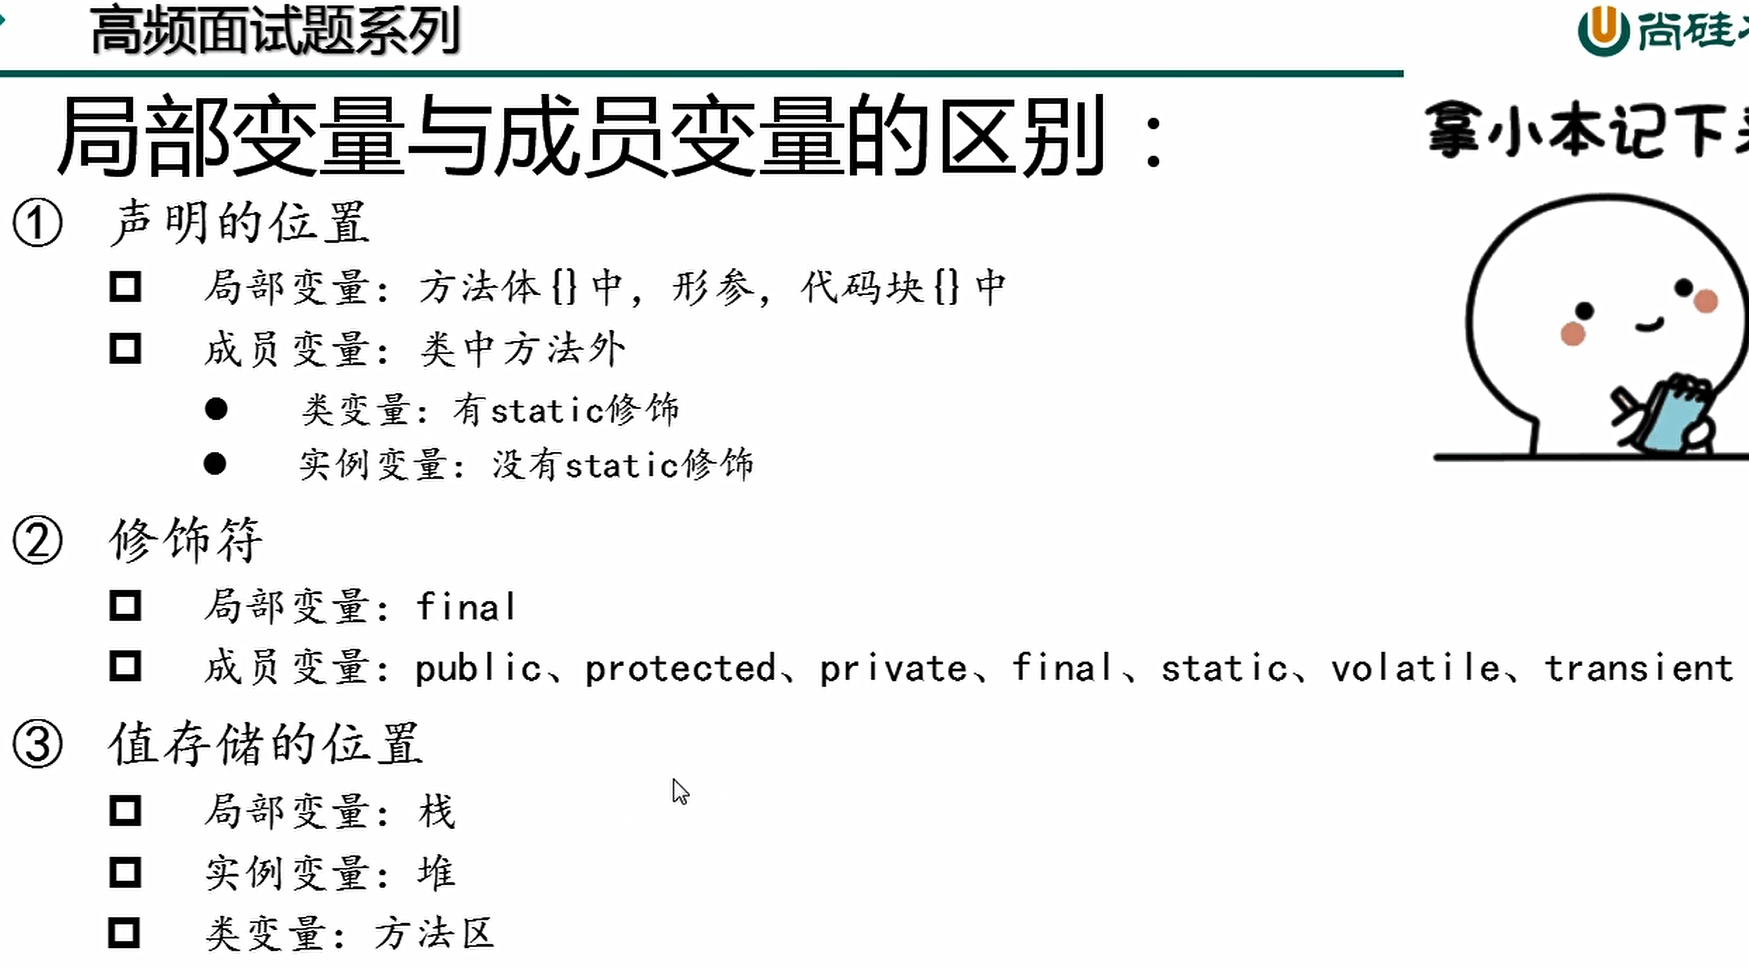 高频面试题系列
尚硅
局部变量与成员变量的区别：
拿小本记下
① 声明的位置
局部变量：方法体{}中，形参，代码块{}中
成员变量：类中方法外
类变量：有static修饰
实例变量：没有static修饰
② 修饰符
局部变量：final
成员变量：public、protected、private、final、static、volatile、transient
③ 值存储的位置
局部变量：栈
实例变量：堆
类变量：方法区